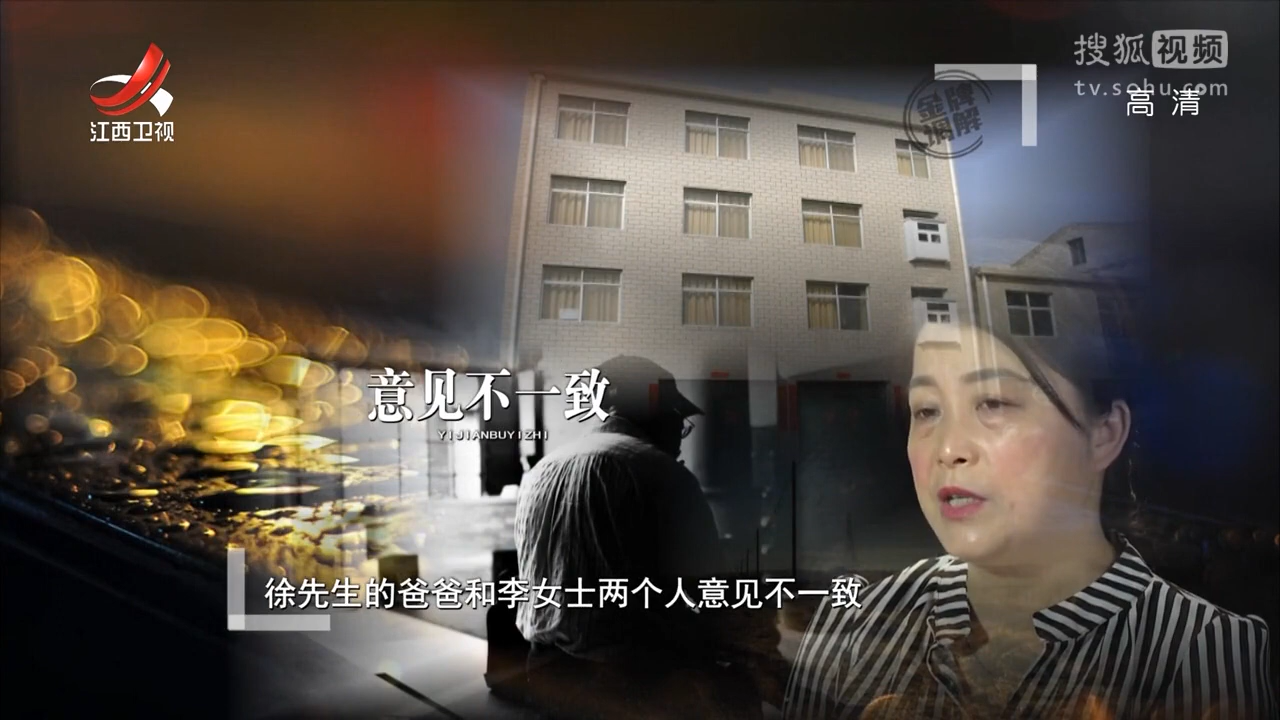 搜狐视频
tv.sohu.com
高清
江西卫视
金牌
调解
意见不一致
YIJIANBUYIZHI
徐先生的爸爸和李女士两个人意见不一致